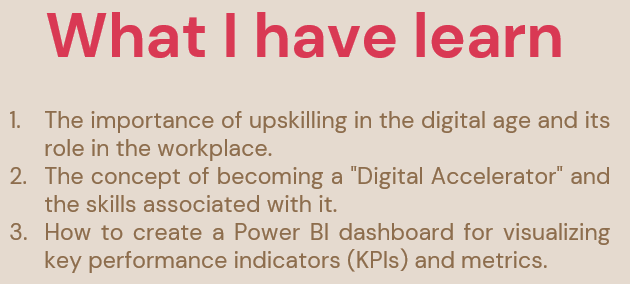 What I have learn
1. The importance of upskilling in the digital age and its
role in the workplace.
2. The concept of becoming a "Digital Accelerator" and
the skills associated with it.
3. How to create a Power BI dashboard for visualizing
key performance indicators (KPIs) and metrics.